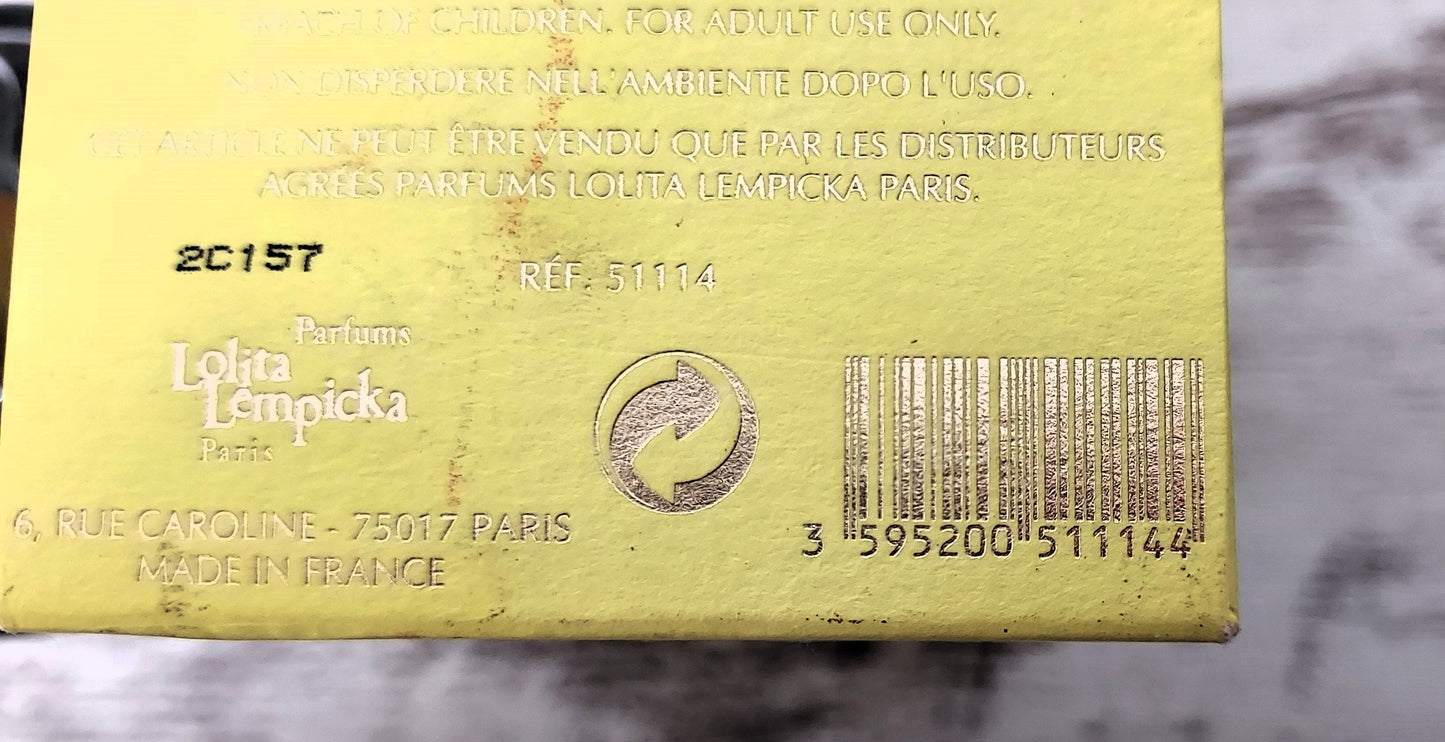 REACH OF CHILDREN. FOR ADULT USE ONLY.
NON DISPERDERE NELL'AMBIENTE DOPO L'USO.
CET ARTICLE NE PEUT ÊTRE VENDU QUE PAR LES DISTRIBUTEURS
AGRÉÉS PARFUMS LOLITA LEMPICKA PARIS.
2C157
RÉF. 51114
Parfums
Lolita
Lempicka
Paris
6, RUE CAROLINE - 75017 PARIS
MADE IN FRANCE
3 595200 511144